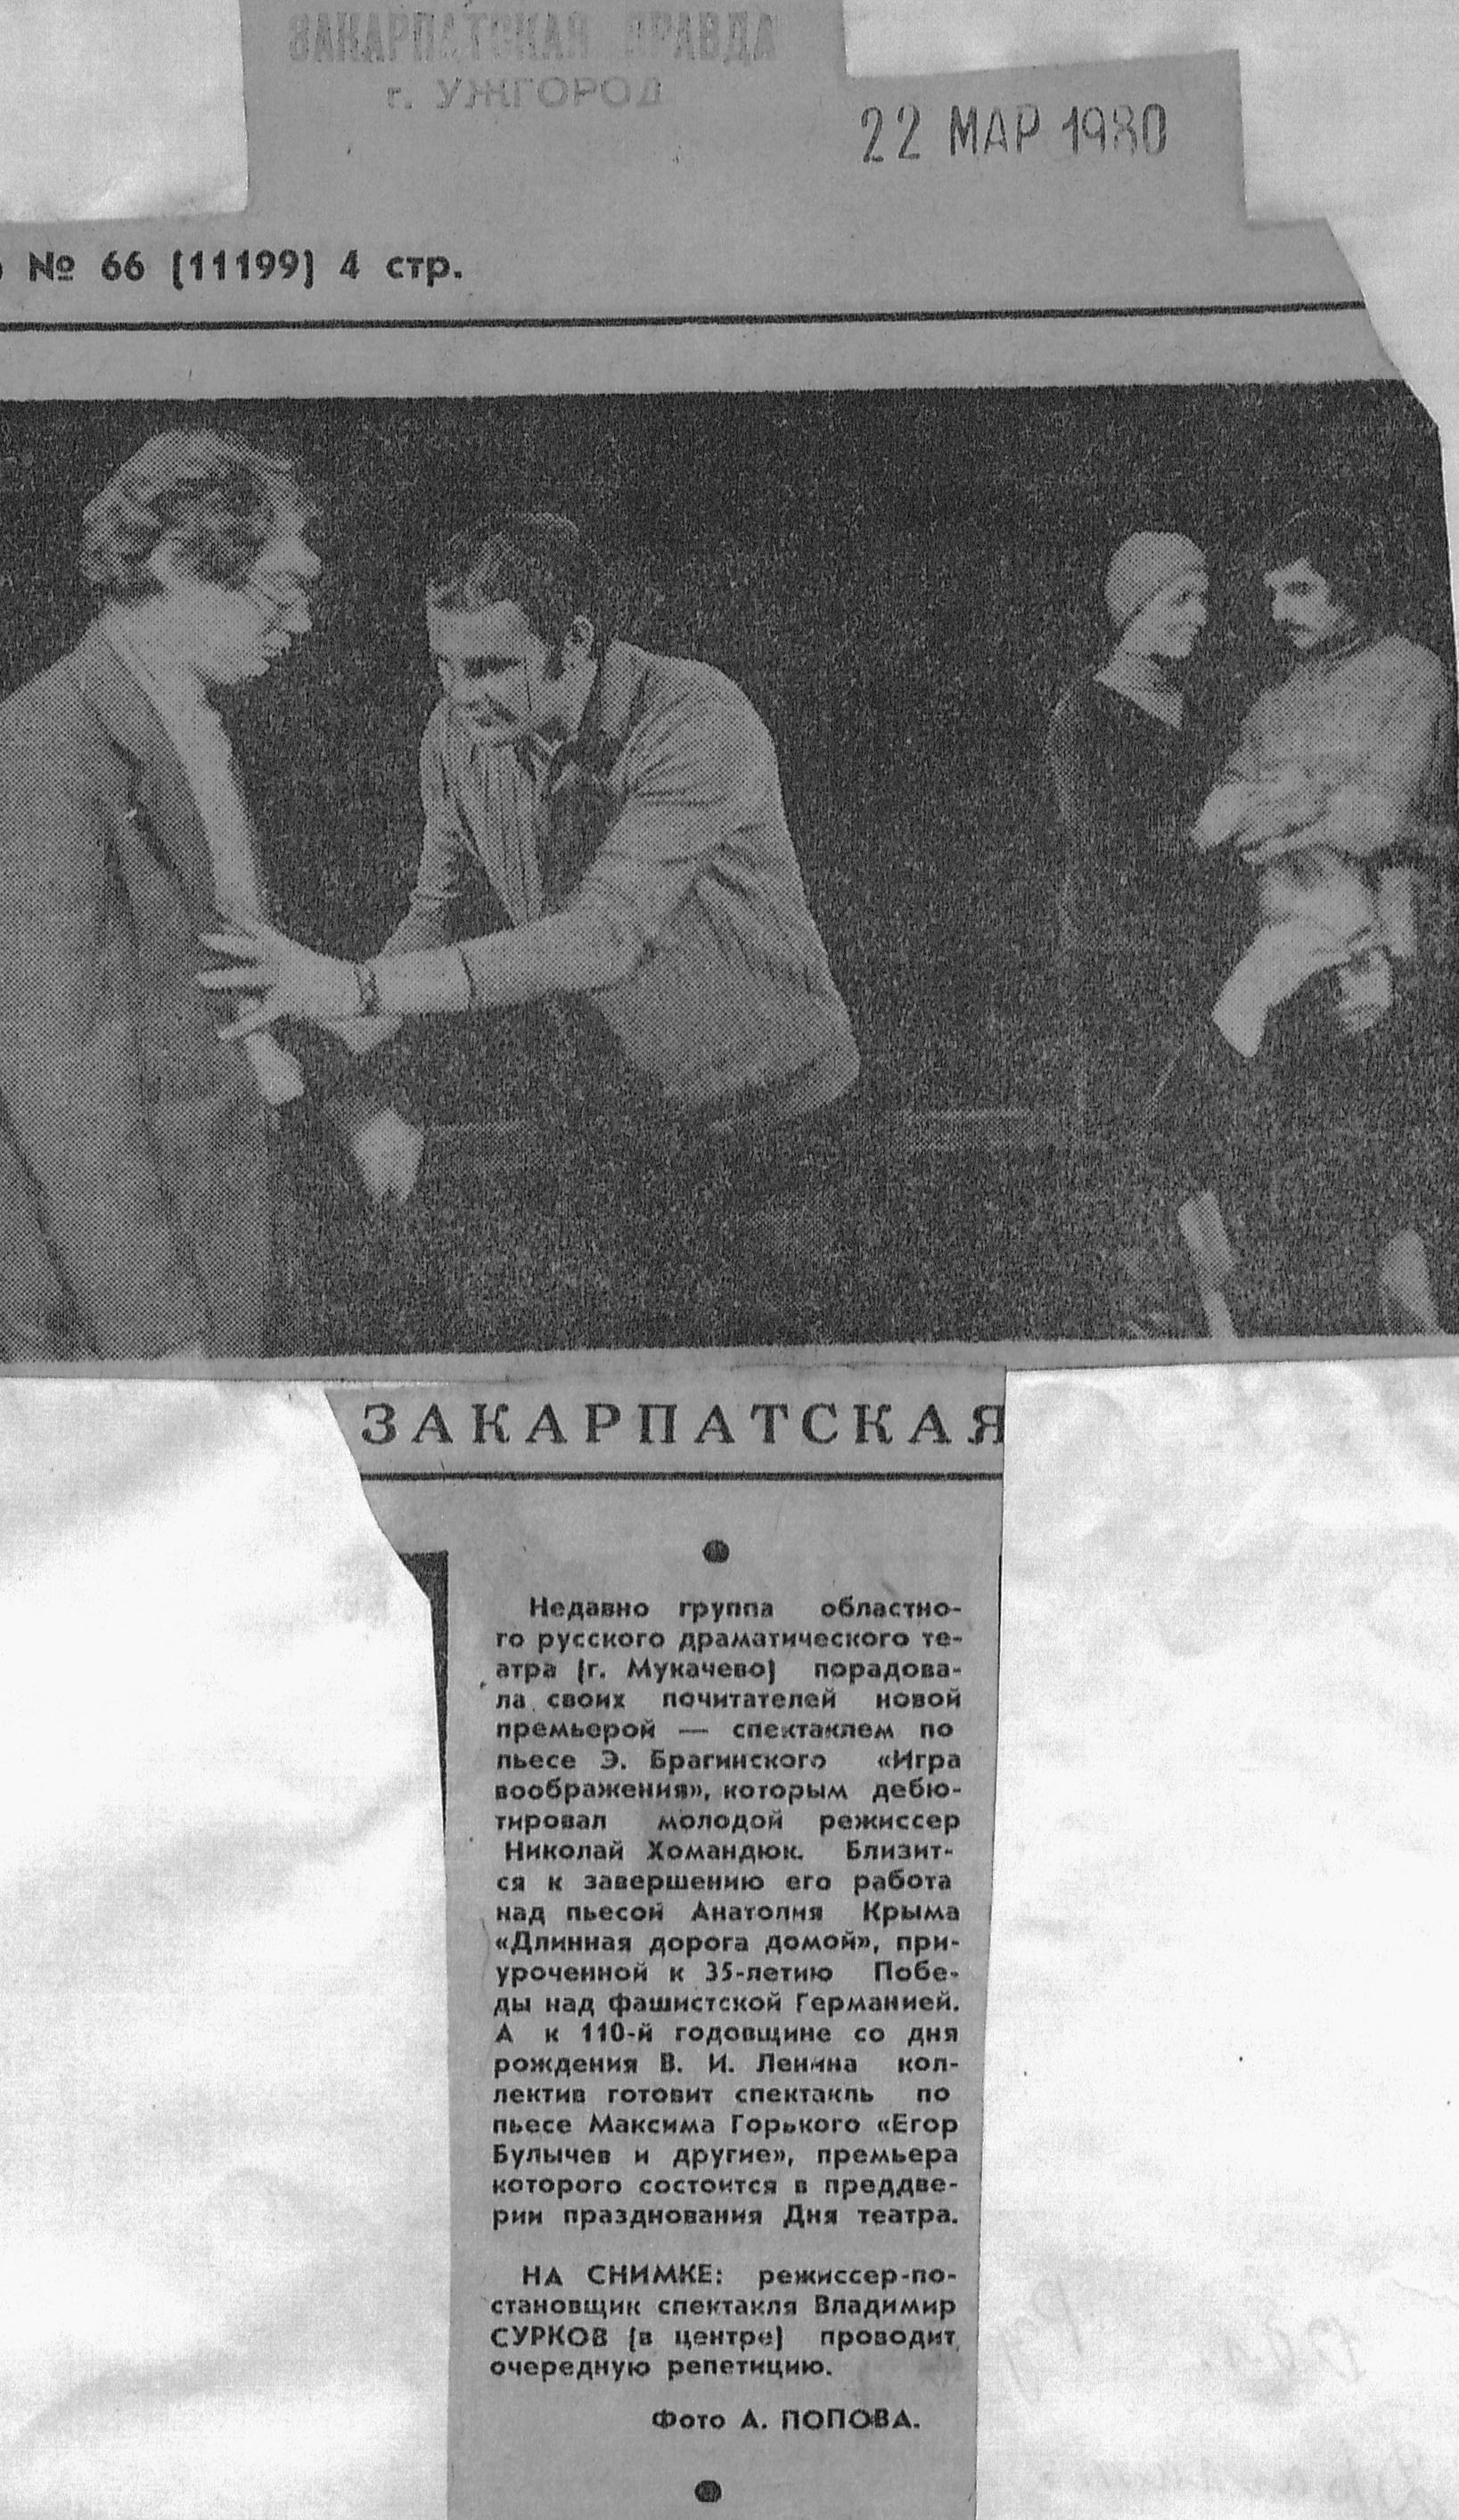 ЗАКАРПАТСКАЯ ПРАВДА
г. УЖГОРОД
22 МАР 1980
№ 66 (11199) 4 стр.
ЗАКАРПАТСКАЯ
Недавно группа областно-
го русского драматического те-
атра (г. Мукачево) порадова-
ла своих почитателей новой
премьерой — спектаклем по
пьесе Э. Брагинского «Игра
воображения», которым дебю-
тировал молодой режиссер
Николай Хомандюк. Близит-
ся к завершению его работа
над пьесой Анатолия Крыма
«Длинная дорога домой», при-
уроченной к 35-летию Побе-
ды над фашистской Германией.
А к 110-й годовщине со дня
рождения В. И. Ленина кол-
лектив готовит спектакль по
пьесе Максима Горького «Егор
Булычев и другие», премьера
которого состоится в преддве-
рии празднования Дня театра.
НА СНИМКЕ: режиссер-по-
становщик спектакля Владимир
СУРКОВ (в центре) проводит
очередную репетицию.
Фото А. ПОПОВА.